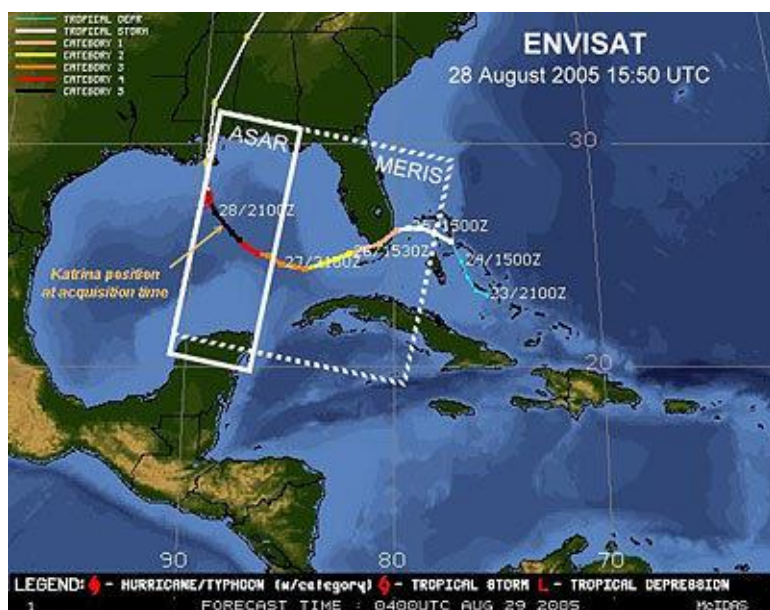 TROPICAL DEPR
TROPICAL STORM
CATEGORY 1
CATEGORY 2
CATEGORY 3
CATEGORY 4
CATEGORY 5
ENVISAT
28 August 2005 15:50 UTC
ASAR
MERIS
30
28/2100Z
25/1500Z
26/1530Z
24/1500Z
27/2100Z
23/2100Z
Katrina position
at acquisition time
20
90
80
70
LEGEND: - HURRICANE/TYPHOON (w/category) - TROPICAL STORM L - TROPICAL DEPRESSION
1 FORECAST TIME : 0400UTC AUG 29 2005 McIDAS